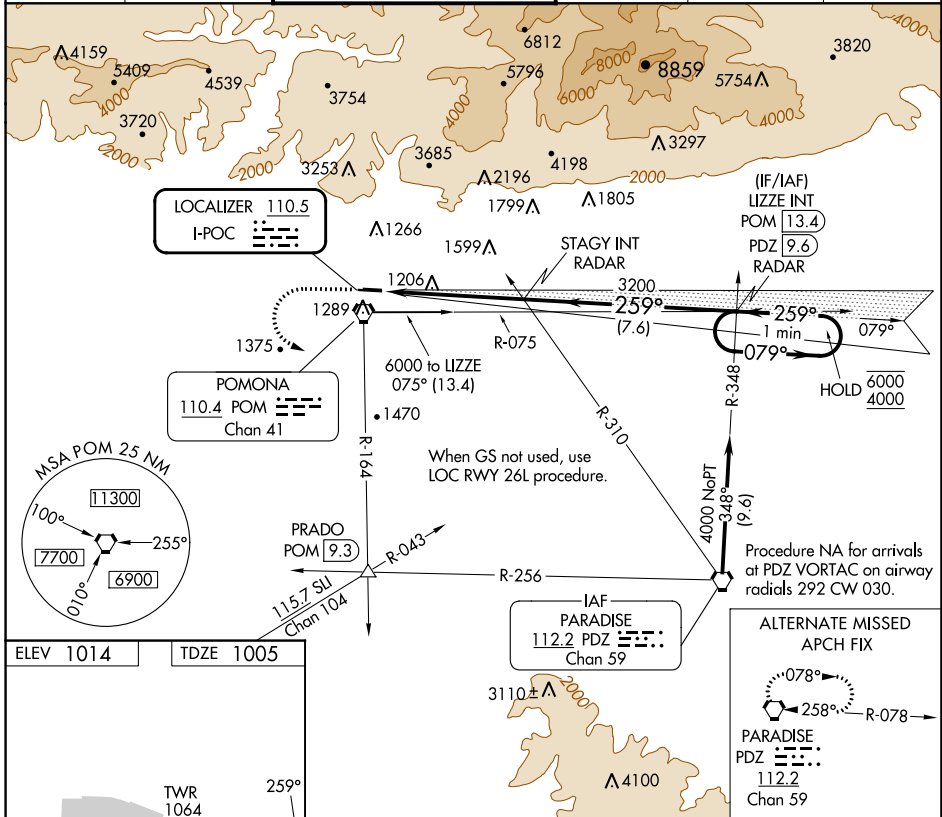 4159
5409
4539
3720
4000
2000
3754
3253
2000
6812
5796
4000
3685
2196
4198
8000
8859
6000
5754
4000
3820
4000
3297
2000
1799
1805
1266
1599
1206
LOCALIZER 110.5
I-POC
STAGY INT
RADAR
(IF/IAF)
LIZZE INT
POM 13.4
PDZ 9.6
RADAR
3200
259°
(7.6)
259°
1 min
079°
079°
HOLD 6000
4000
1289
1375
R-075
6000 to LIZZE
075° (13.4)
POMONA
110.4 POM
Chan 41
1470
R-164
R-310
R-348
When GS not used, use
LOC RWY 26L procedure.
4000 NoPT
348°
(9.6)
MSA POM 25 NM
11300
100°
255°
7700
6900
010°
PRADO
POM 9.3
R-043
R-256
115.7 SLI
Chan 104
Procedure NA for arrivals
at PDZ VORTAC on airway
radials 292 CW 030.
IAF
PARADISE
112.2 PDZ
Chan 59
ALTERNATE MISSED
APCH FIX
078°
258°
R-078
PARADISE
PDZ
112.2
Chan 59
3110±
2000
4100
ELEV 1014
TDZE 1005
TWR
1064
259°